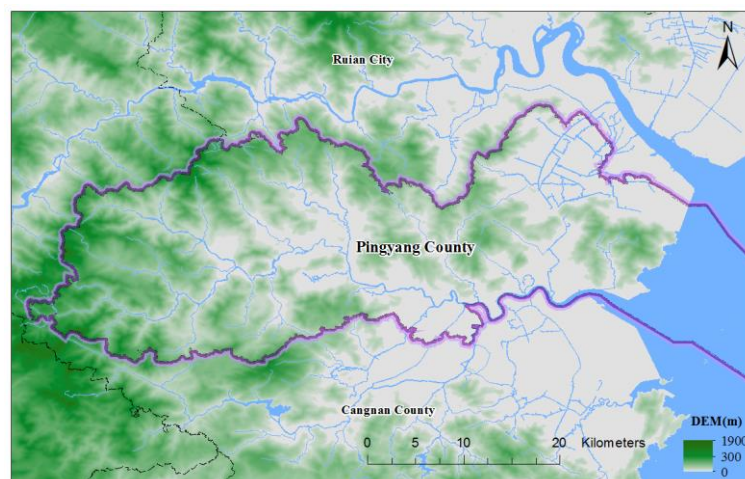 N
Ruian City
Pingyang County
Cangnan County
0 5 10 20 Kilometers
DEM(m)
1900
300
0